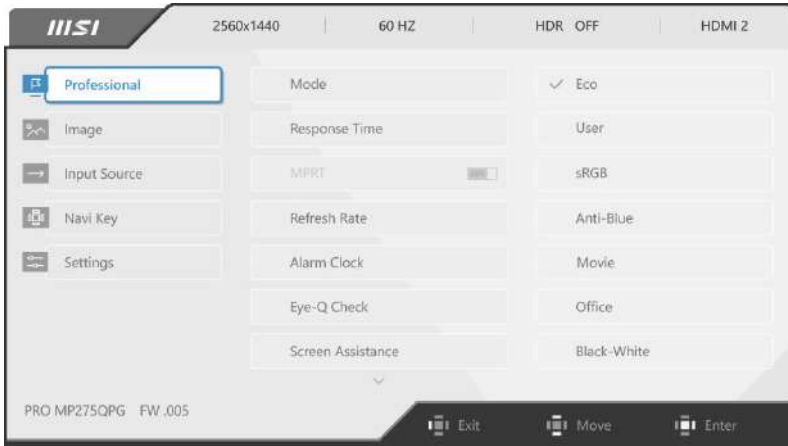 msi 2560x1440 60 HZ HDR OFF HDMI 2
Professional
Image
Input Source
Navi Key
Settings
Mode
Response Time
MPRT
Refresh Rate
Alarm Clock
Eye-Q Check
Screen Assistance
Eco
User
sRGB
Anti-Blue
Movie
Office
Black-White
PRO MP275QPG FW .005
Exit Move Enter